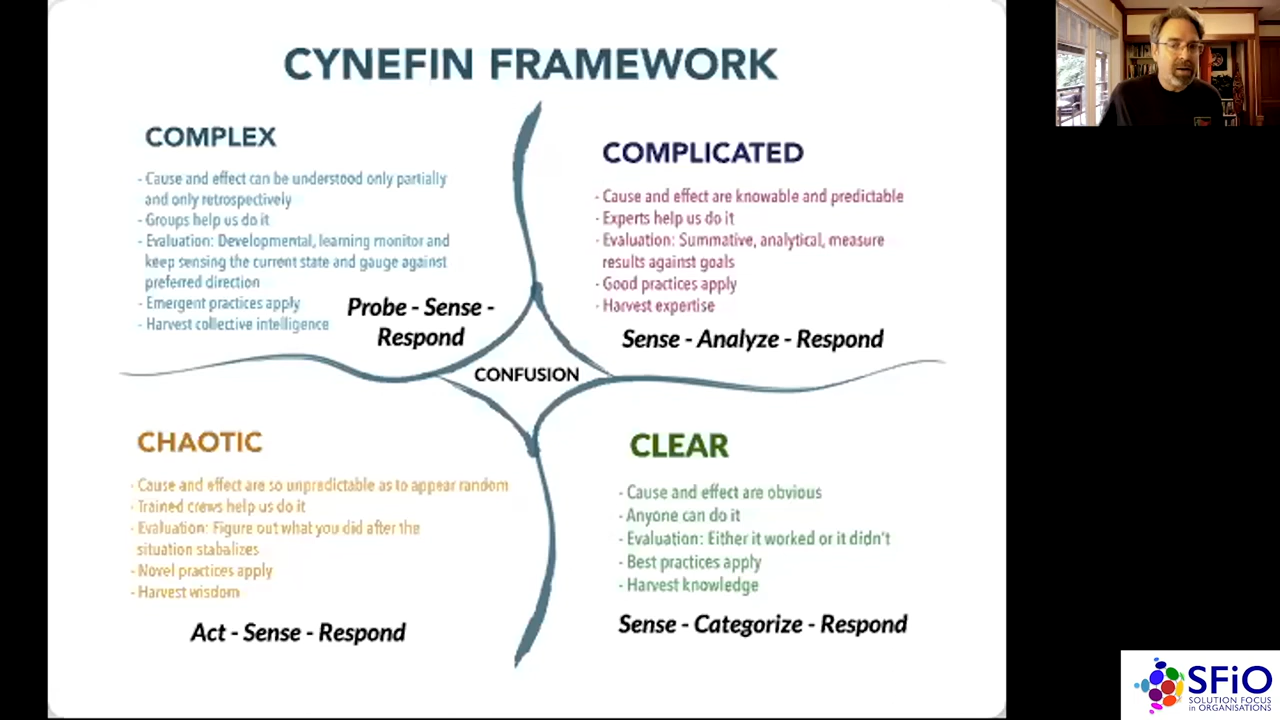 CYNEFIN FRAMEWORK
COMPLEX
- Cause and effect can be understood only partially
and only retrospectively
- Groups help us do it
- Evaluation: Developmental, learning monitor and
keep sensing the current state and gauge against
preferred direction
- Emergent practices apply
- Harvest collective intelligence
Probe - Sense -
Respond
COMPLICATED
- Cause and effect are knowable and predictable
- Experts help us do it
- Evaluation: Summative, analytical, measure
results against goals
- Good practices apply
- Harvest expertise
Sense - Analyze - Respond
CONFUSION
CHAOTIC
- Cause and effect are so unpredictable as to appear random
- Trained crews help us do it
- Evaluation: Figure out what you did after the
situation stabalizes
- Novel practices apply
- Harvest wisdom
Act - Sense - Respond
CLEAR
- Cause and effect are obvious
- Anyone can do it
- Evaluation: Either it worked or it didn't
- Best practices apply
- Harvest knowledge
Sense - Categorize - Respond
SFiO
SOLUTION FOCUS
in ORGANISATIONS